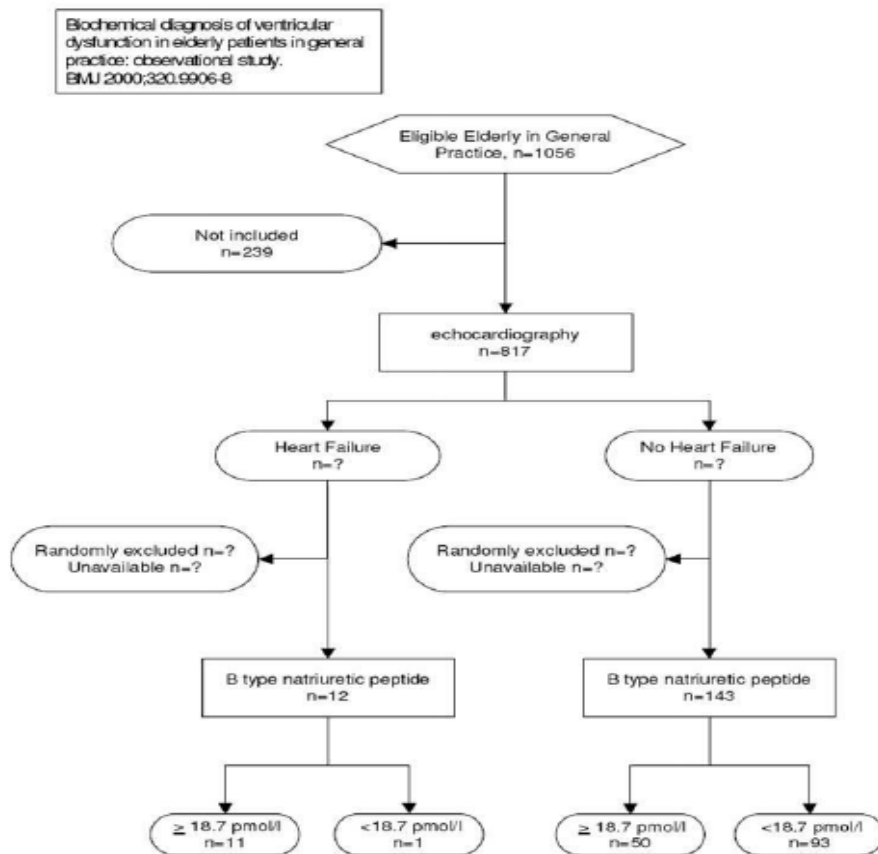 Biochemical diagnosis of ventricular
dysfunction in elderly patients in general
practice: observational study.
BMJ 2000;320.9906-8
Eligible Elderly in General
Practice, n=1056
Not included
n=239
echocardiography
n=817
Heart Failure
n=?
No Heart Failure
n=?
Randomly excluded n=?
Unavailable n=?
Randomly excluded n=?
Unavailable n=?
B type natriuretic peptide
n=12
B type natriuretic peptide
n=143
≥ 18.7 pmol/l
n=11
<18.7 pmol/l
n=1
≥ 18.7 pmol/l
n=50
<18.7 pmol/l
n=93